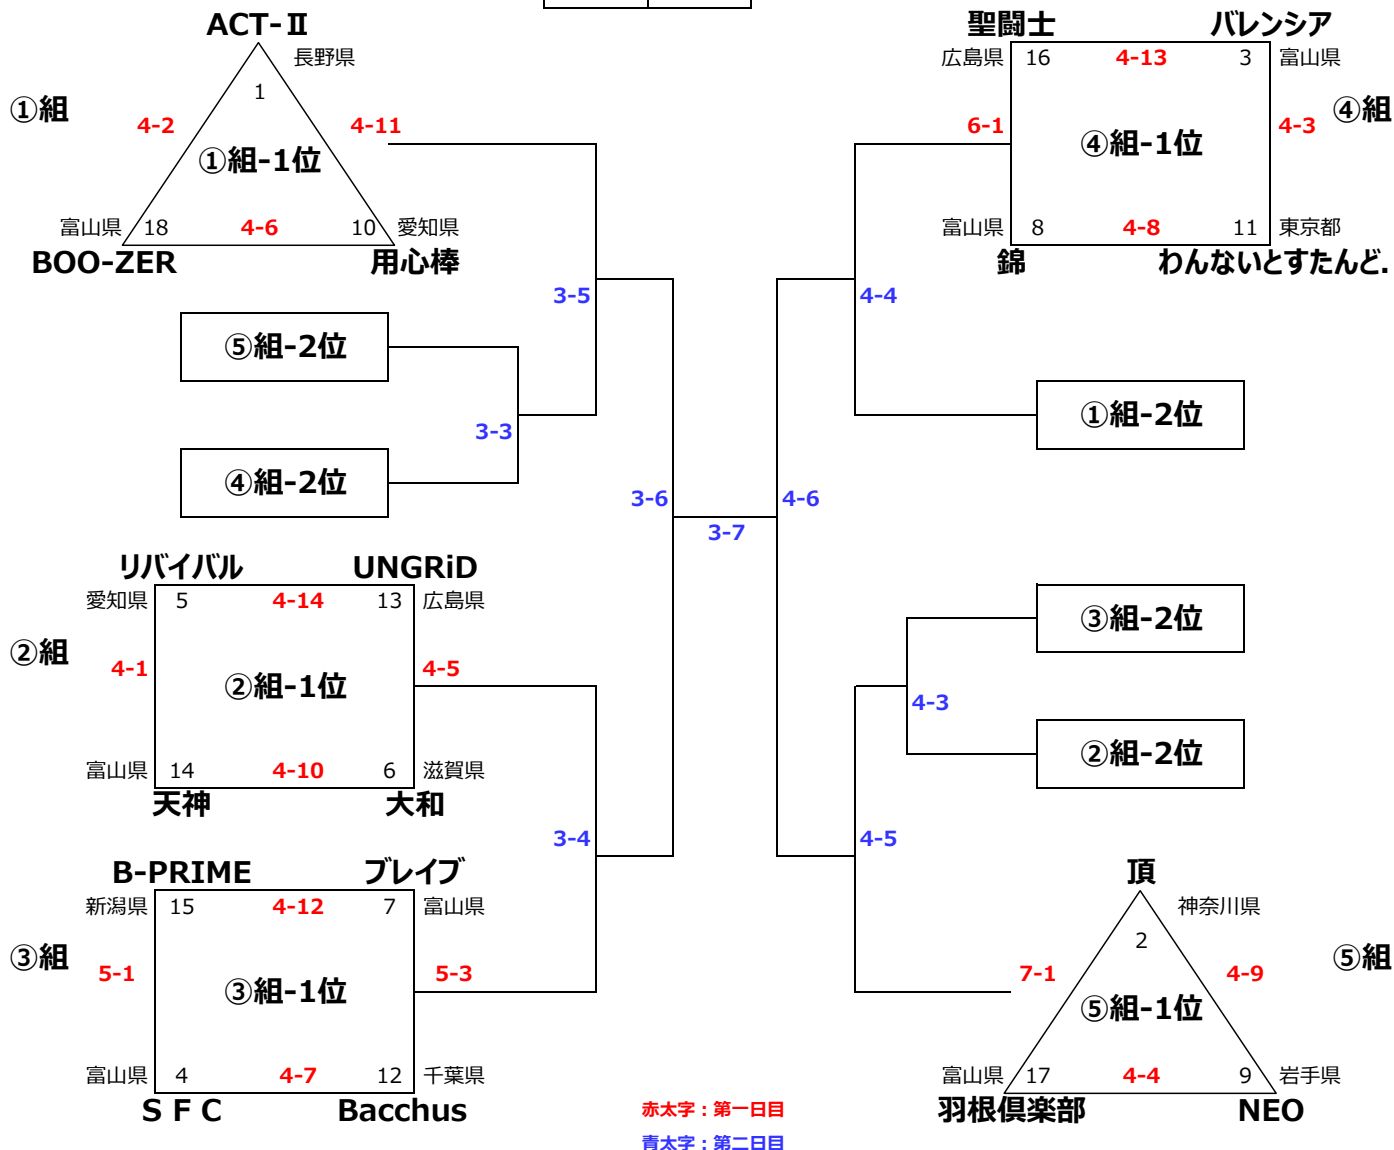 ACT-Ⅱ
長野県
①組
1
4-2
4-11
①組-1位
富山県
18
4-6
10
愛知県
BOO-ZER
用心棒
聖闘士
バレンシア
広島県
16
4-13
3
富山県
④組
6-1
4-3
④組-1位
富山県
8
4-8
11
東京都
錦
わんないとすたんど.
3-5
4-4
⑤組-2位
①組-2位
3-3
④組-2位
3-6
4-6
3-7
リバイバル
UNGRiD
愛知県
5
4-14
13
広島県
②組
4-1
4-5
②組-1位
富山県
14
4-10
6
滋賀県
天神
大和
③組-2位
4-3
②組-2位
3-4
4-5
B-PRIME
ブレイブ
新潟県
15
4-12
7
富山県
③組
5-1
5-3
③組-1位
富山県
4
4-7
12
千葉県
S F C
Bacchus
頂
神奈川県
2
⑤組
7-1
4-9
⑤組-1位
富山県
17
4-4
9
岩手県
羽根倶楽部
NEO
赤太字：第一日目
青太字：第二日目